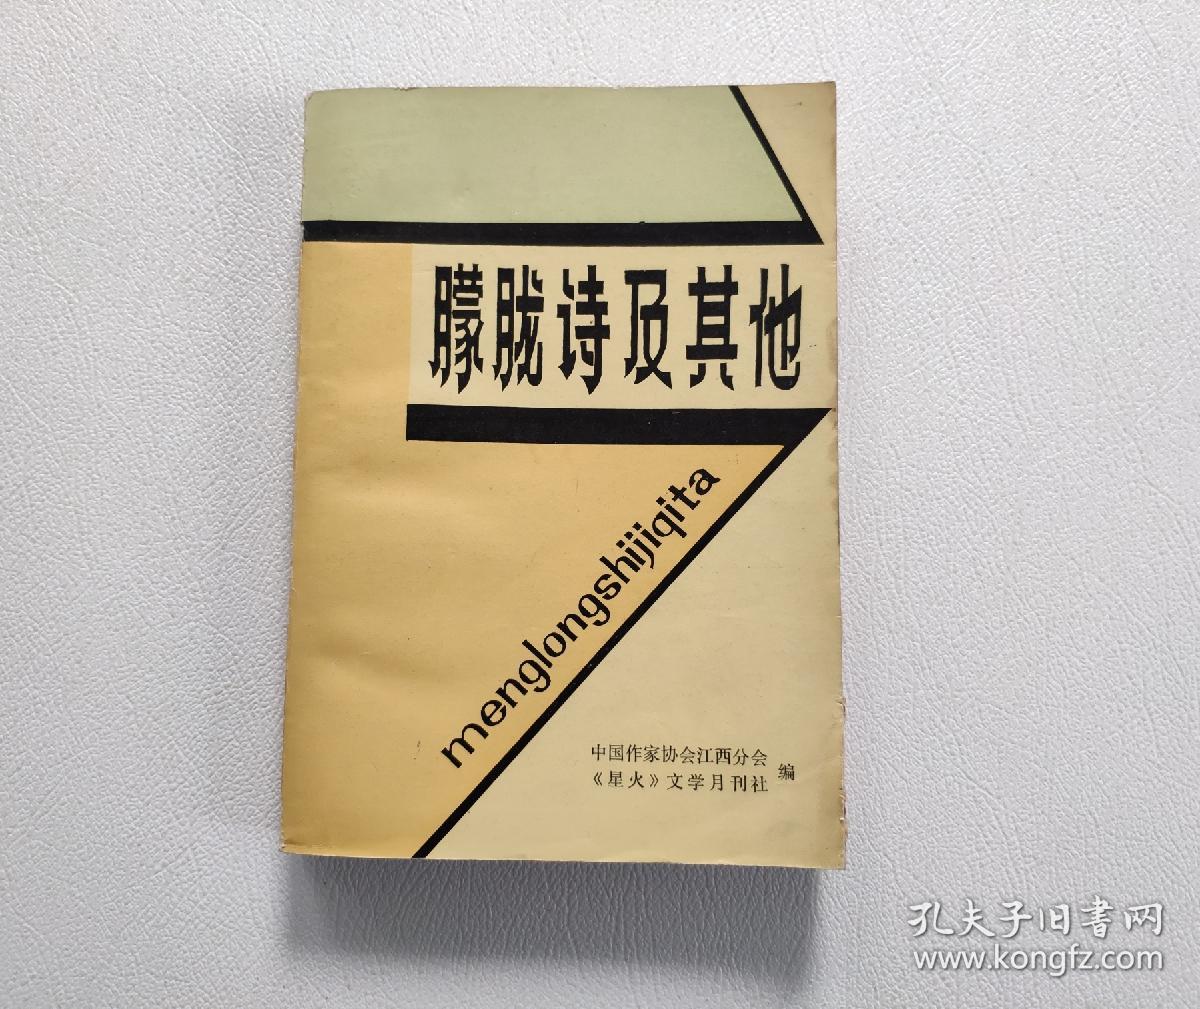 朦胧诗及其他
menglongshijiqita
中国作家协会江西分会
《星火》文学月刊社
编
孔夫子旧书网
www.kongfz.com